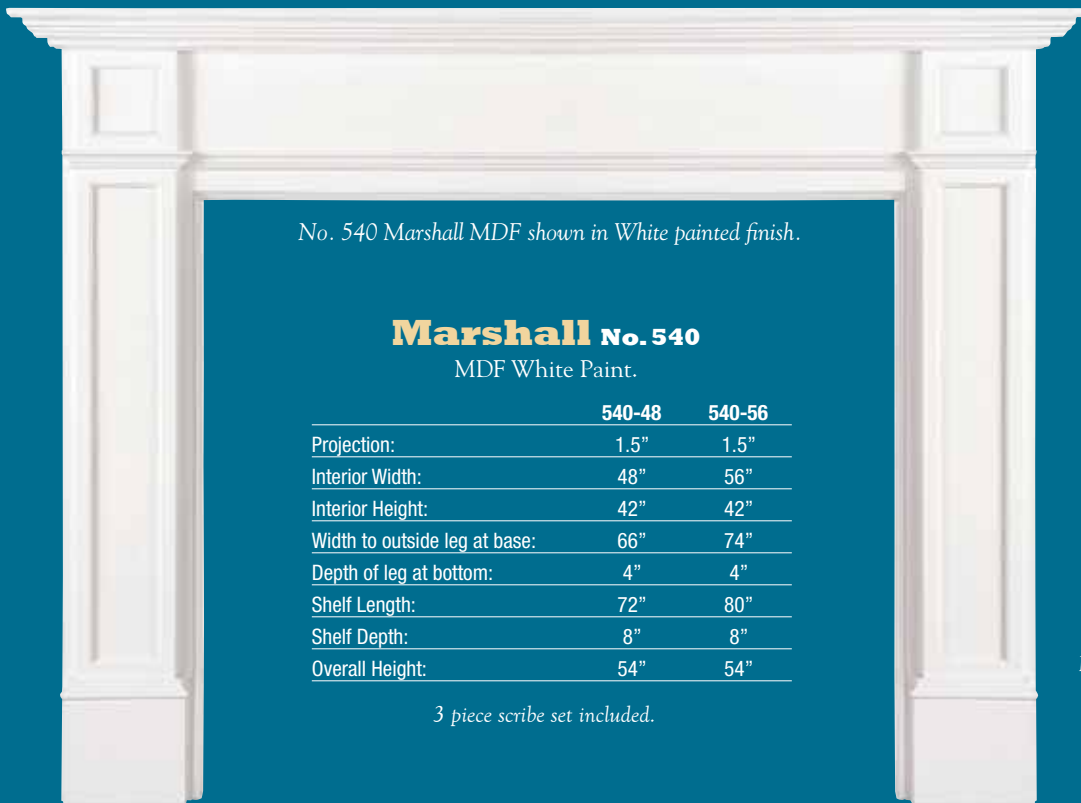 No. 540 Marshall MDF shown in White painted finish.
Marshall No. 540
MDF White Paint.
540-48 540-56
Projection: 1.5” 1.5”
Interior Width: 48” 56”
Interior Height: 42” 42”
Width to outside leg at base: 66” 74”
Depth of leg at bottom: 4” 4”
Shelf Length: 72” 80”
Shelf Depth: 8” 8”
Overall Height: 54” 54”
3 piece scribe set included.